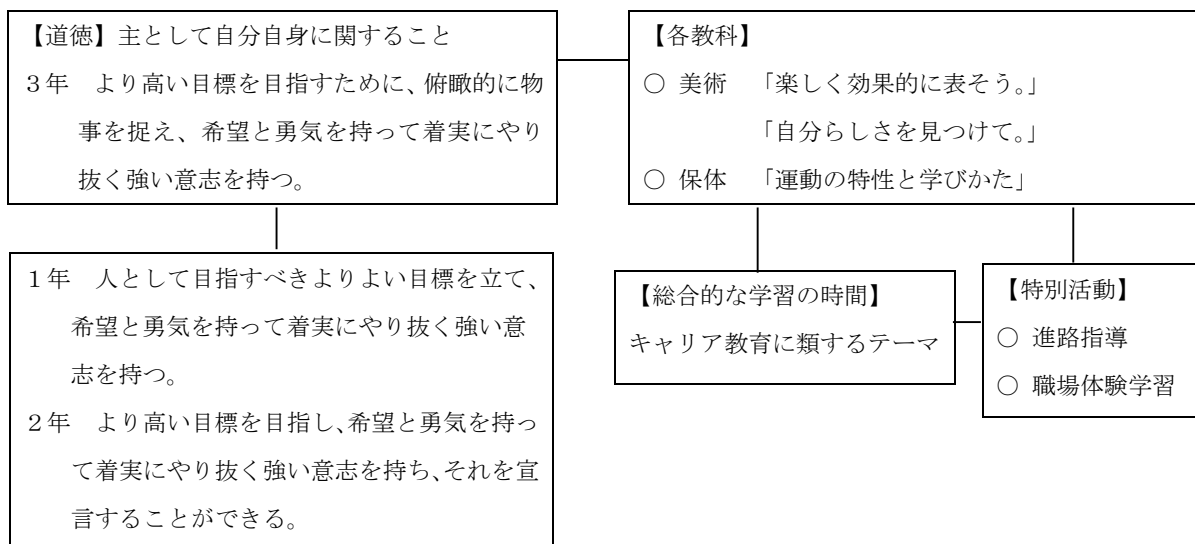 【道徳】主として自分自身に関すること
3年 より高い目標を目指すために、俯瞰的に物
事を捉え、希望と勇気を持って着実にやり
抜く強い意志を持つ。
【各教科】
○ 美術 「楽しく効果的に表そう。」
「自分らしさを見つけて。」
○ 保体 「運動の特性と学びかた」
1年 人として目指すべきよりよい目標を立て、
希望と勇気を持って着実にやり抜く強い意
志を持つ。
2年 より高い目標を目指し、希望と勇気を持っ
て着実にやり抜く強い意志を持ち、それを宣
言することができる。
【総合的な学習の時間】
キャリア教育に類するテーマ
【特別活動】
○ 進路指導
○ 職場体験学習